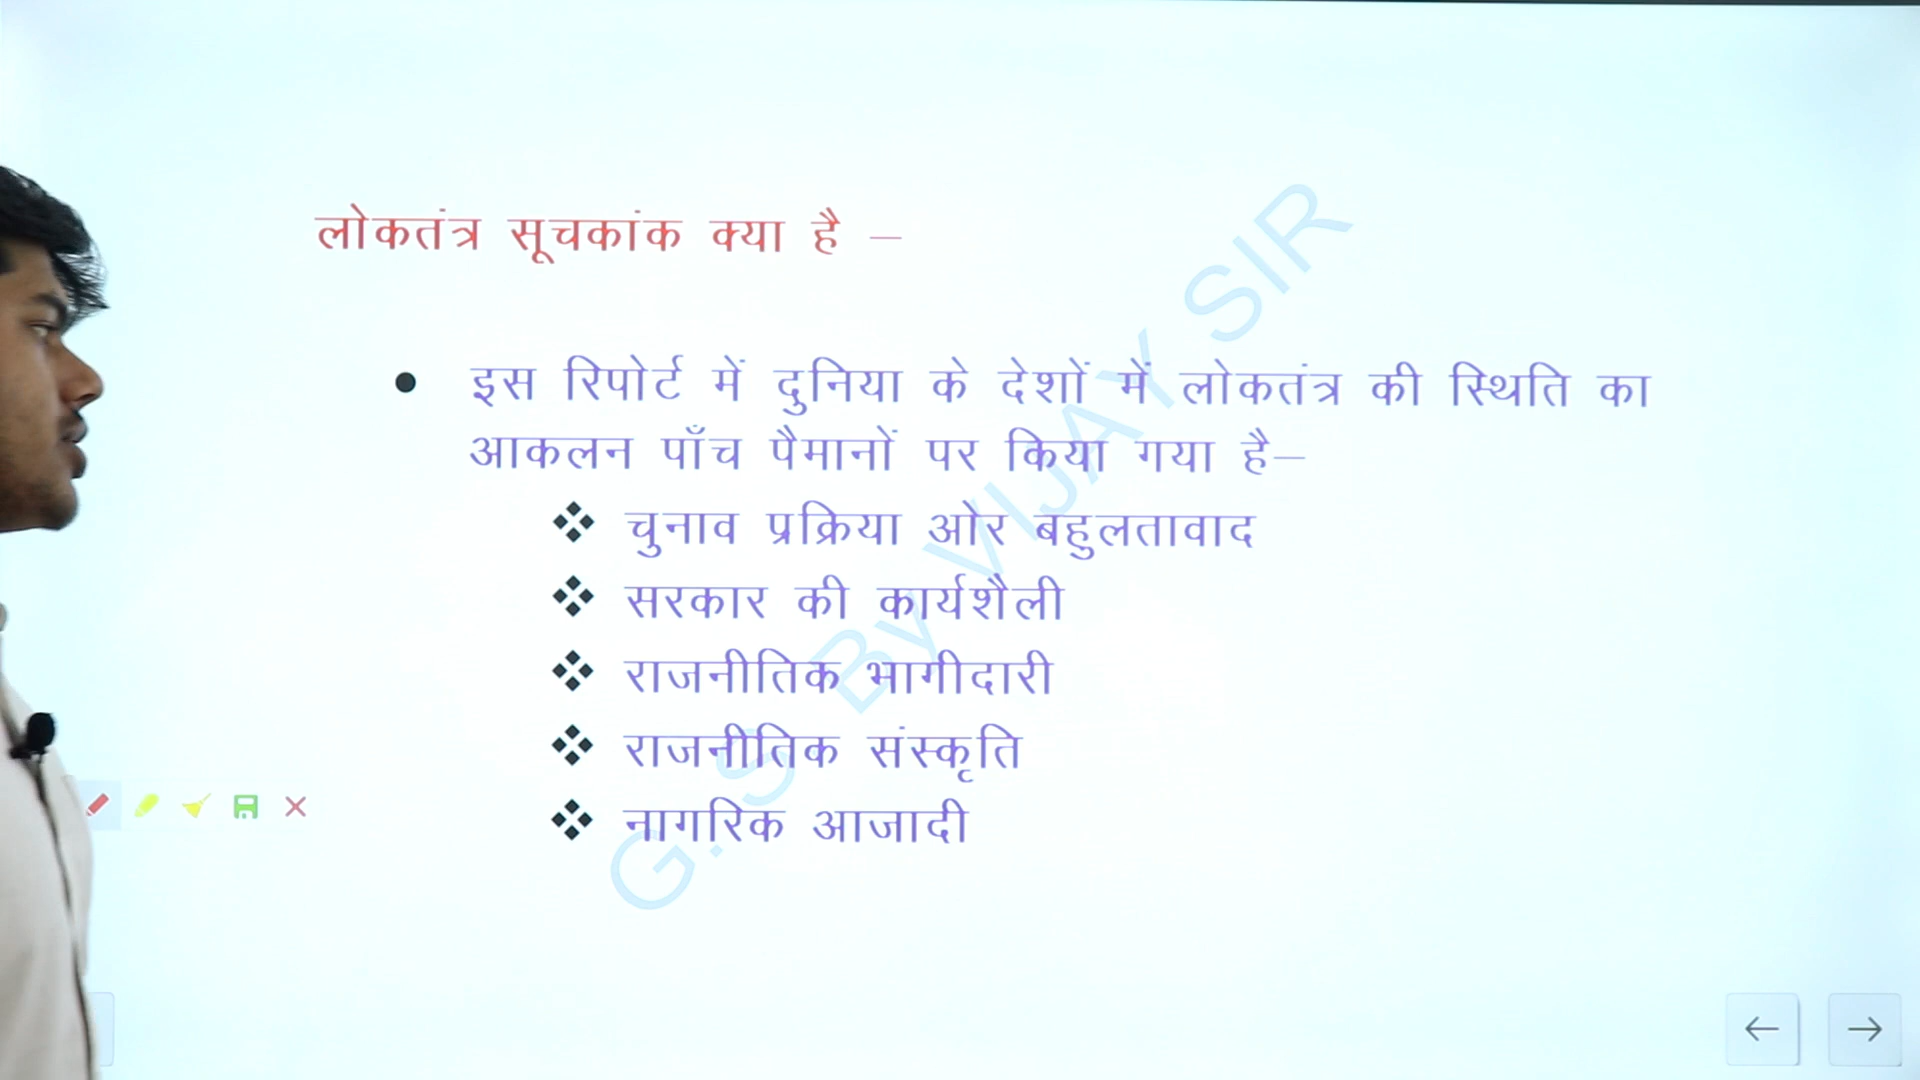 लोकतंत्र सूचकांक क्या है –
• इस रिपोर्ट में दुनिया के देशों में लोकतंत्र की स्थिति का
आकलन पाँच पैमानों पर किया गया है–
❖ चुनाव प्रक्रिया ओर बहुलतावाद
❖ सरकार की कार्यशैली
❖ राजनीतिक भागीदारी
❖ राजनीतिक संस्कृति
❖ नागरिक आजादी
G.S By VIJAY SIR